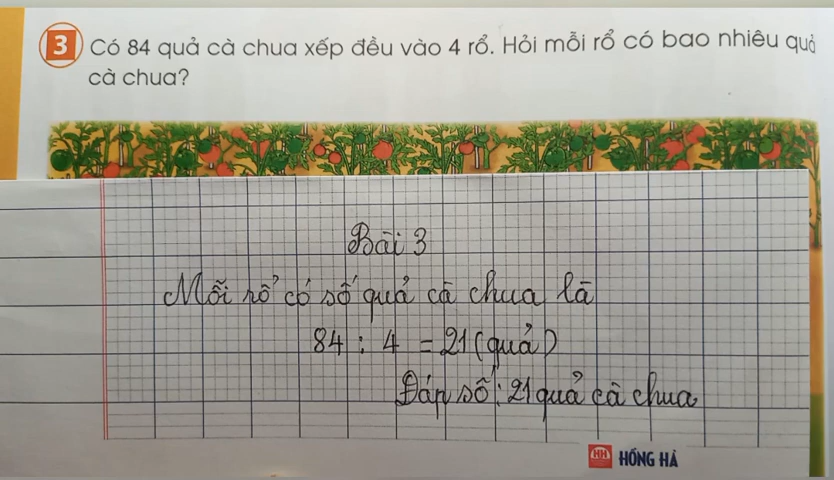 3 Có 84 quả cà chua xếp đều vào 4 rổ. Hỏi mỗi rổ có bao nhiêu quả
cà chua?
Bài 3
Mỗi rổ có số quả cà chua là
84 : 4 = 21 (quả)
Đáp số : 21 quả cà chua
HH HỒNG HÀ